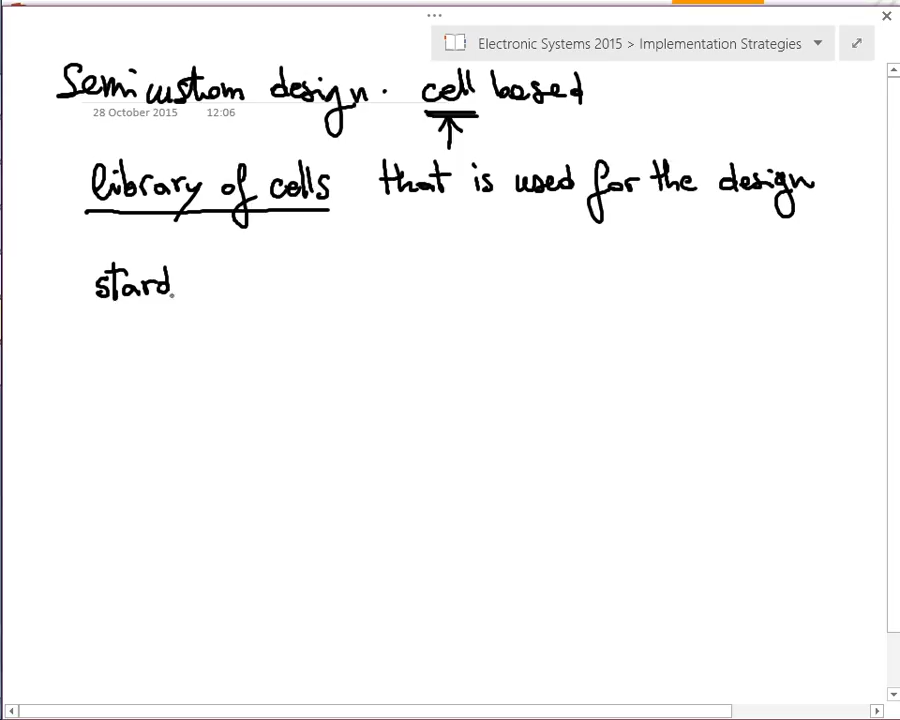 Electronic Systems 2015 > Implementation Strategies
Semicustom design. cell based
28 October 2015 12:06
library of cells that is used for the design
stard